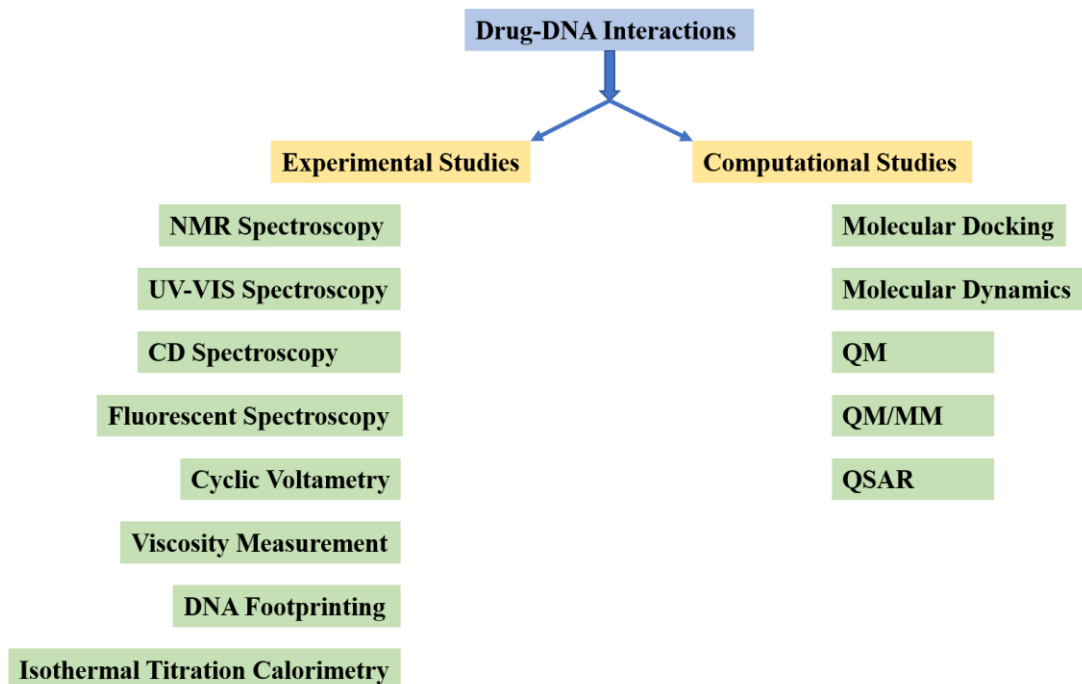 Drug-DNA Interactions
Experimental Studies
Computational Studies
NMR Spectroscopy
UV-VIS Spectroscopy
CD Spectroscopy
Fluorescent Spectroscopy
Cyclic Voltametry
Viscosity Measurement
DNA Footprinting
Isothermal Titration Calorimetry
Molecular Docking
Molecular Dynamics
QM
QM/MM
QSAR